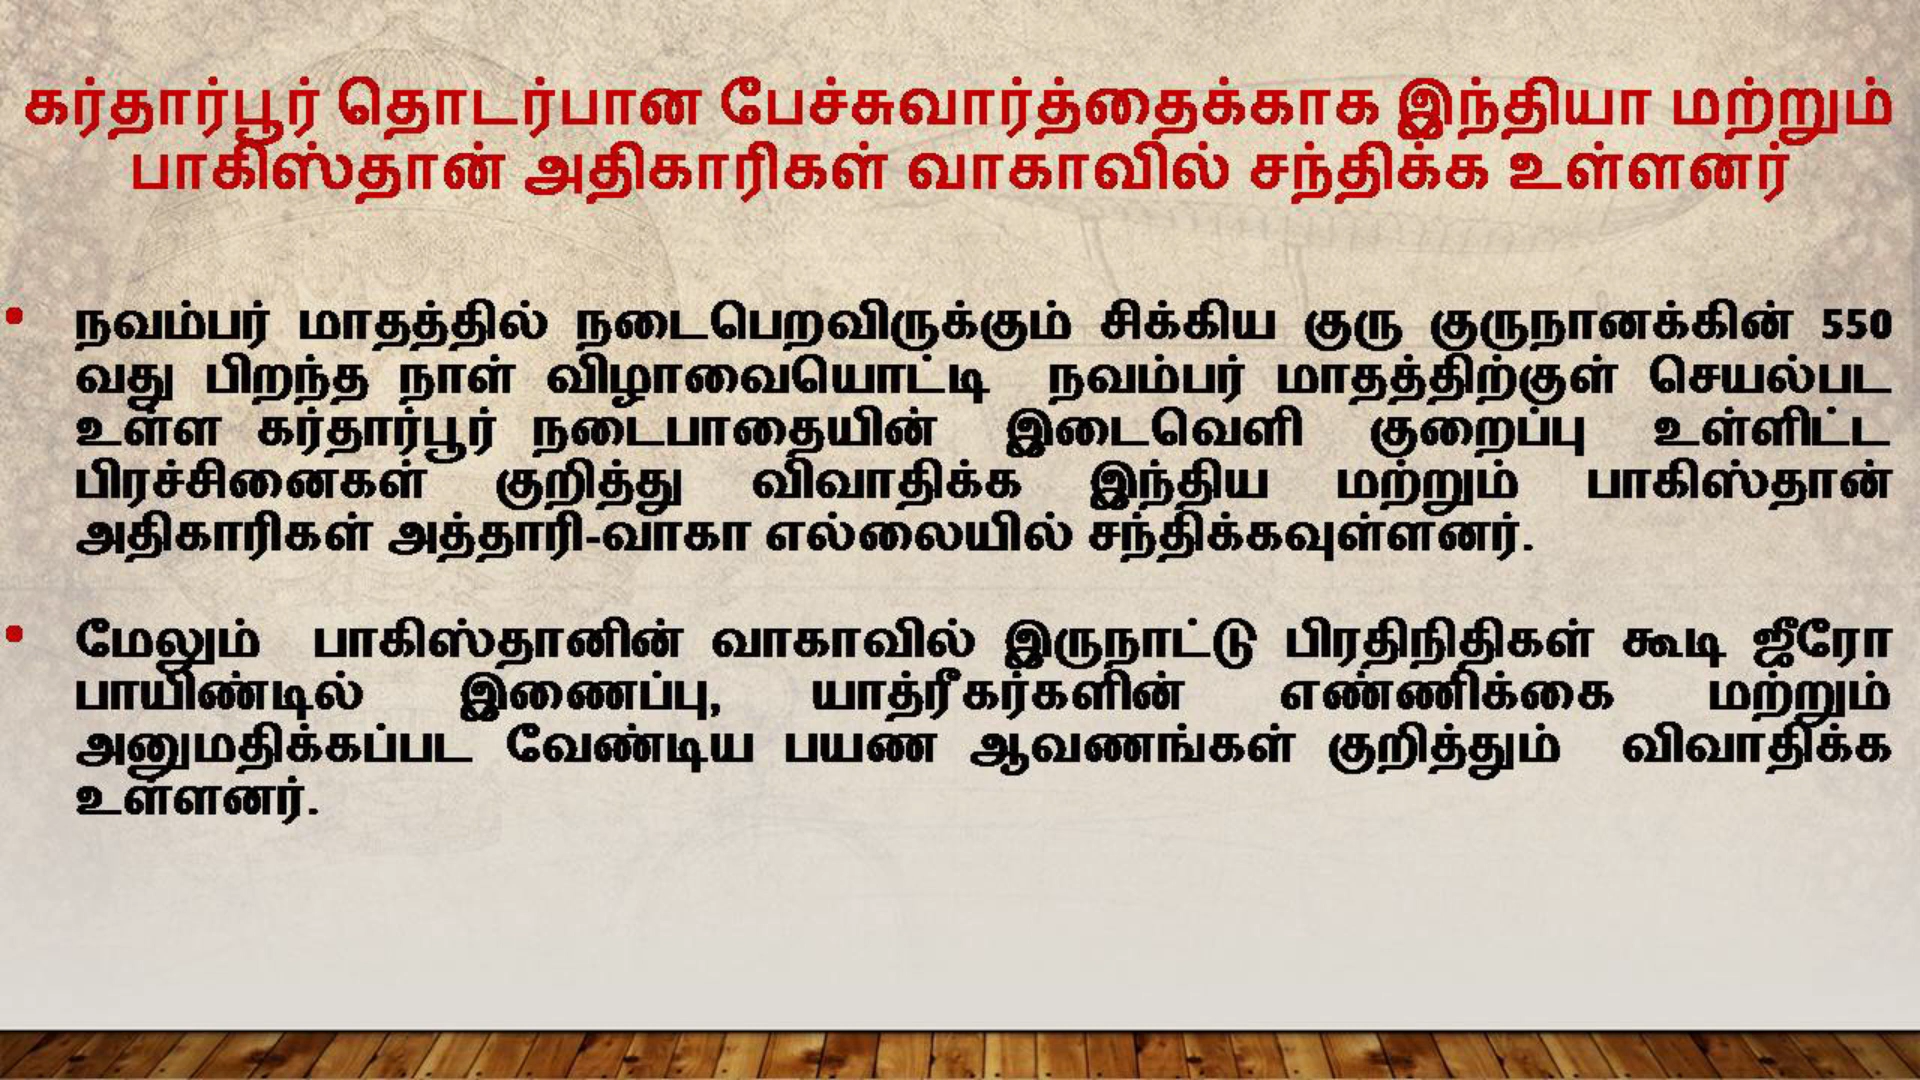 கர்தார்பூர் தொடர்பான பேச்சுவார்த்தைக்காக இந்தியா மற்றும்
பாகிஸ்தான் அதிகாரிகள் வாகாவில் சந்திக்க உள்ளனர்
• நவம்பர் மாதத்தில் நடைபெறவிருக்கும் சிக்கிய குரு குருநானக்கின் 550
வது பிறந்த நாள் விழாவையொட்டி நவம்பர் மாதத்திற்குள் செயல்பட
உள்ள கர்தார்பூர் நடைபாதையின் இடைவெளி குறைப்பு உள்ளிட்ட
பிரச்சினைகள் குறித்து விவாதிக்க இந்திய மற்றும் பாகிஸ்தான்
அதிகாரிகள் அத்தாரி-வாகா எல்லையில் சந்திக்கவுள்ளனர்.
• மேலும் பாகிஸ்தானின் வாகாவில் இருநாட்டு பிரதிநிதிகள் கூடி ஜீரோ
பாயிண்டில் இணைப்பு, யாத்ரீகர்களின் எண்ணிக்கை மற்றும்
அனுமதிக்கப்பட வேண்டிய பயண ஆவணங்கள் குறித்தும் விவாதிக்க
உள்ளனர்.